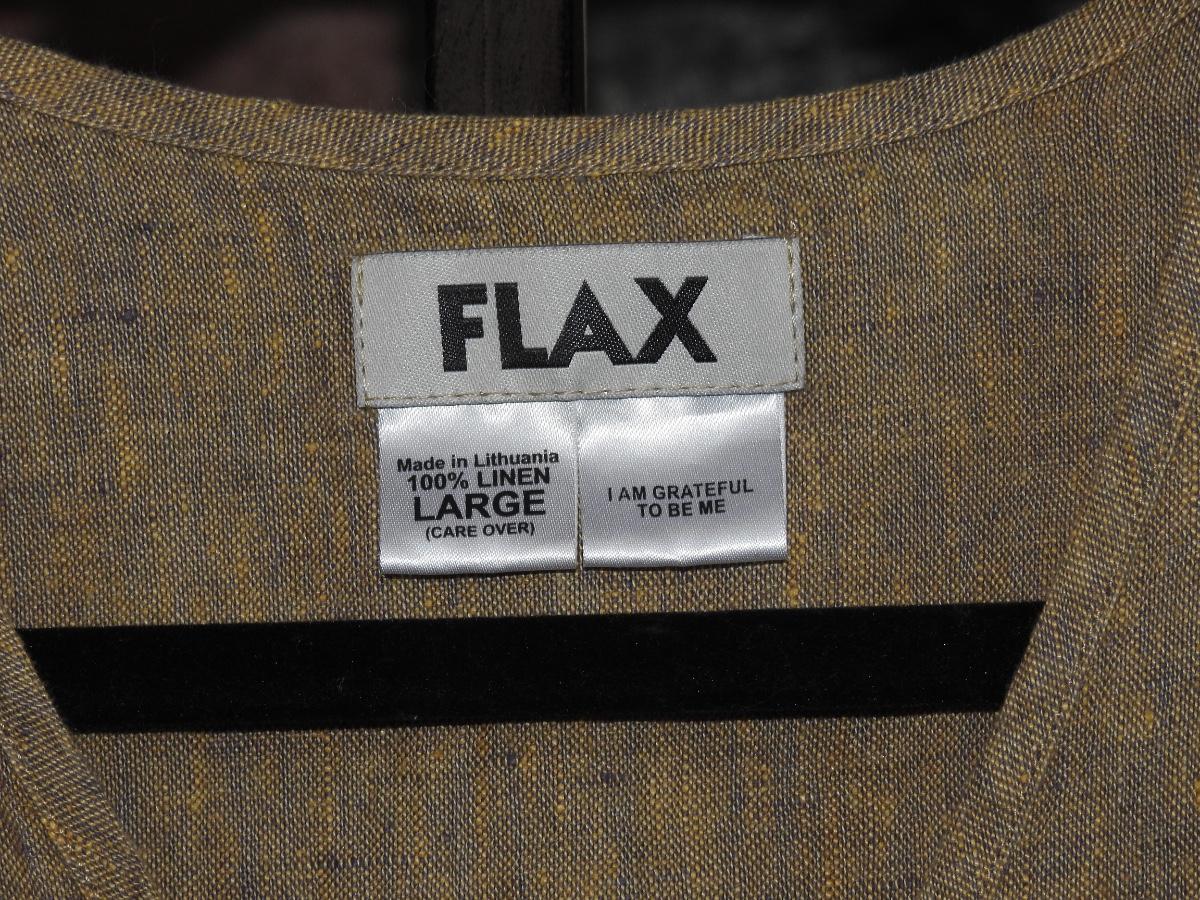 FLAX
Made in Lithuania
100% LINEN
LARGE
(CARE OVER)
I AM GRATEFUL
TO BE ME